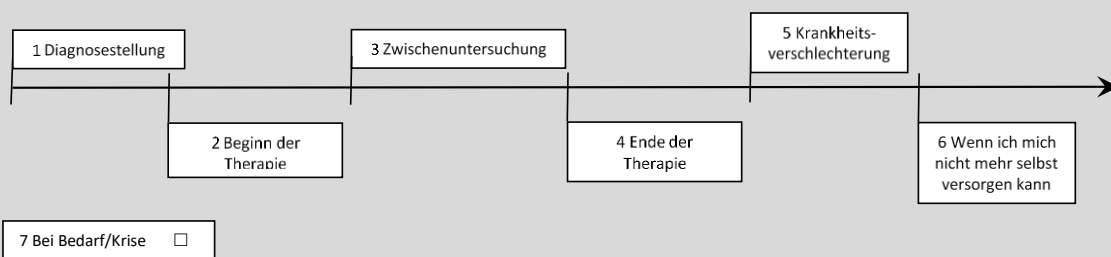 1 Diagnosestellung
2 Beginn der
Therapie
3 Zwischenuntersuchung
4 Ende der
Therapie
5 Krankheits-
verschlechterung
6 Wenn ich mich
nicht mehr selbst
versorgen kann
7 Bei Bedarf/Krise ☐